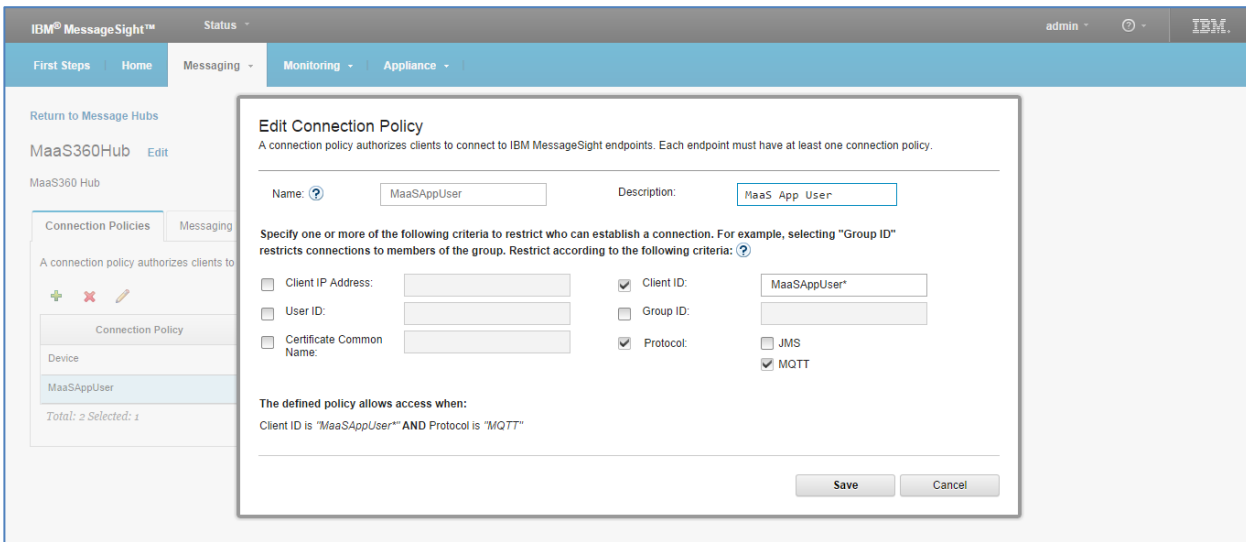 IBM® MessageSight™ Status admin IBM.
First Steps Home Messaging Monitoring Appliance
Return to Message Hubs
MaaS360Hub Edit
MaaS360 Hub
Connection Policies Messaging
A connection policy authorizes clients to
Connection Policy
Device
MaaSAppUser
Total: 2 Selected: 1
Edit Connection Policy
A connection policy authorizes clients to connect to IBM MessageSight endpoints. Each endpoint must have at least one connection policy.
Name: ? MaaSAppUser Description: MaaS App User
Specify one or more of the following criteria to restrict who can establish a connection. For example, selecting "Group ID"
restricts connections to members of the group. Restrict according to the following criteria: ?
Client IP Address: Client ID: MaaSAppUser*
User ID: Group ID:
Certificate Common
Name:
Protocol: JMS
MQTT
The defined policy allows access when:
Client ID is "MaaSAppUser*" AND Protocol is "MQTT"
Save Cancel